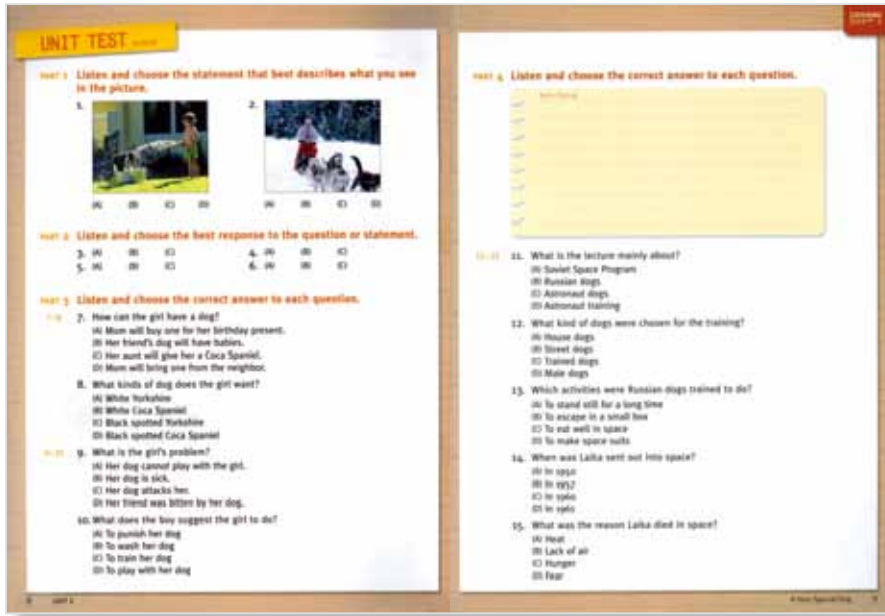 UNIT TEST
PART 1 Listen and choose the statement that best describes what you see
in the picture.
1. 2.
(A) (B) (C) (D) (A) (B) (C) (D)
PART 2 Listen and choose the best response to the question or statement.
3. (A) (B) (C) 4. (A) (B) (C)
5. (A) (B) (C) 6. (A) (B) (C)
PART 3 Listen and choose the correct answer to each question.
7. How can the girl have a dog?
(A) Mom will buy one for her birthday present.
(B) Her friend's dog will have babies.
(C) Her aunt will give her a Coca Spaniel.
(D) Mom will bring one from the neighbor.
8. What kinds of dog does the girl want?
(A) White Yorkshire
(B) White Coca Spaniel
(C) Black spotted Yorkshire
(D) Black spotted Coca Spaniel
9. What is the girl's problem?
(A) Her dog cannot play with the girl.
(B) Her dog is sick.
(C) Her dog attacks her.
(D) Her friend was bitten by her dog.
10. What does the boy suggest the girl to do?
(A) To punish her dog
(B) To wash her dog
(C) To train her dog
(D) To play with her dog
UNIT
PART 4 Listen and choose the correct answer to each question.
11. What is the lecture mainly about?
(A) Soviet Space Program
(B) Russian dogs
(C) Astronaut dogs
(D) Astronaut training
12. What kind of dogs were chosen for the training?
(A) House dogs
(B) Street dogs
(C) Trained dogs
(D) Male dogs
13. Which activities were Russian dogs trained to do?
(A) To stand still for a long time
(B) To escape in a small box
(C) To eat well in space
(D) To make space suits
14. When was Laika sent out into space?
(A) In 1950
(B) In 1957
(C) In 1960
(D) In 1961
15. What was the reason Laika died in space?
(A) Heat
(B) Lack of air
(C) Hunger
(D) Fear